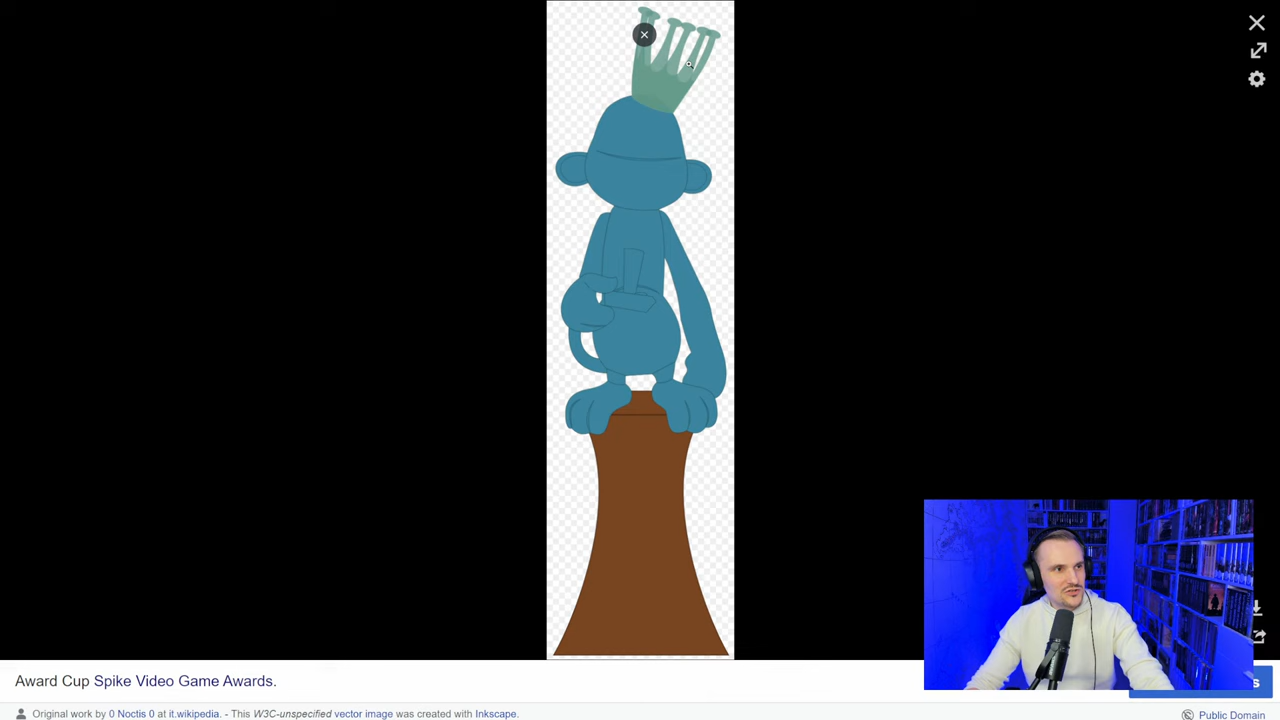 Award Cup Spike Video Game Awards.
Original work by 0 Noctis 0 at it.wikipedia. - This W3C-unspecified vector image was created with Inkscape.
Public Domain